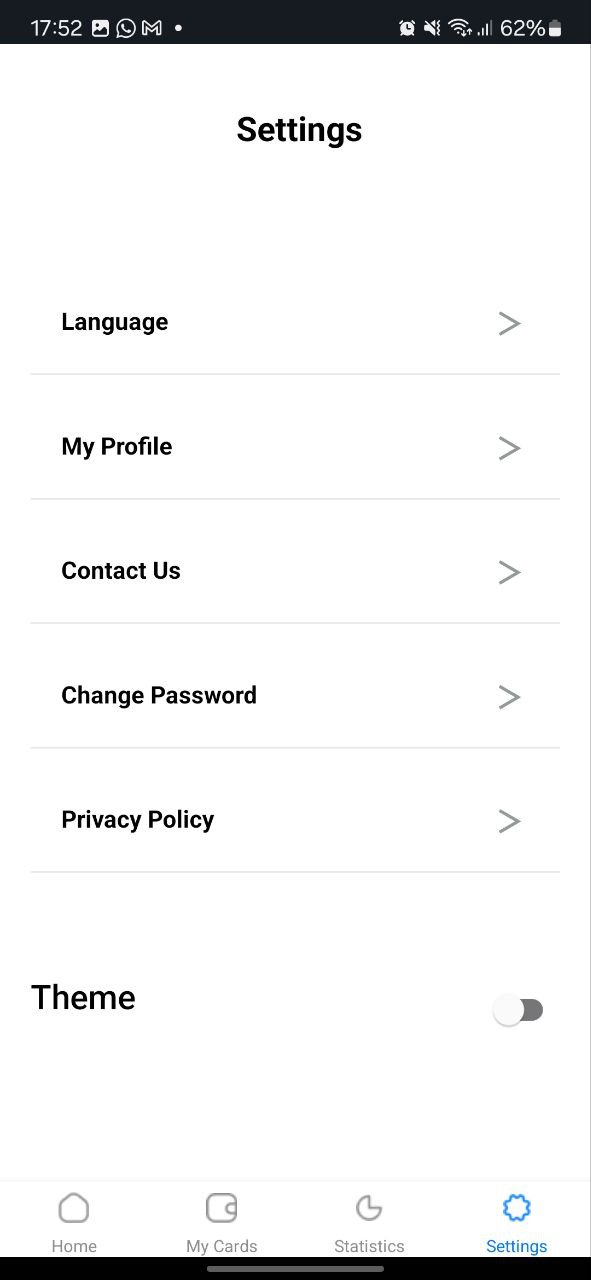 17:52
62%
Settings
Language
My Profile
Contact Us
Change Password
Privacy Policy
Theme
Home My Cards Statistics Settings